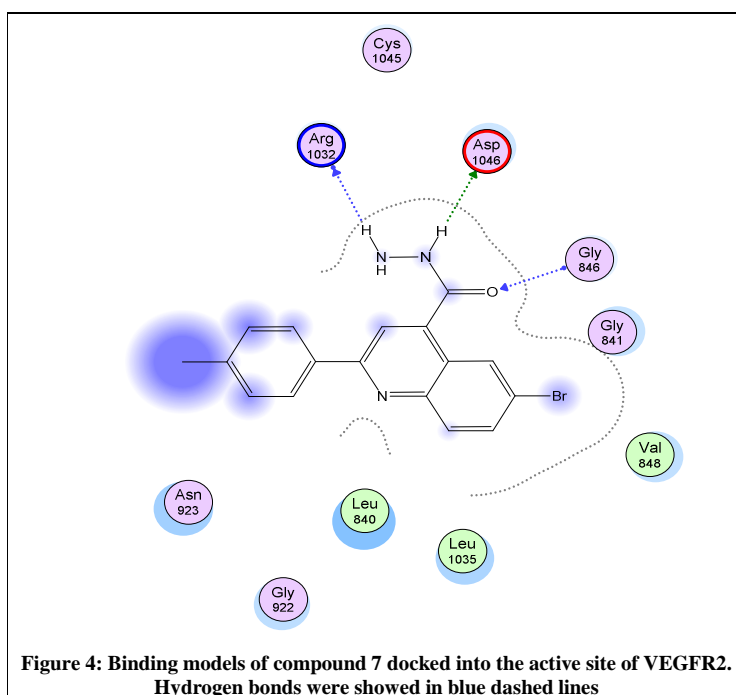 Cys
1045
Arg
1032
Asp
1046
H
H
N
N
H
Gly
846
O
Gly
841
N
Br
Val
848
Asn
923
Leu
840
Leu
1035
Gly
922
Figure 4: Binding models of compound 7 docked into the active site of VEGFR2.
Hydrogen bonds were showed in blue dashed lines